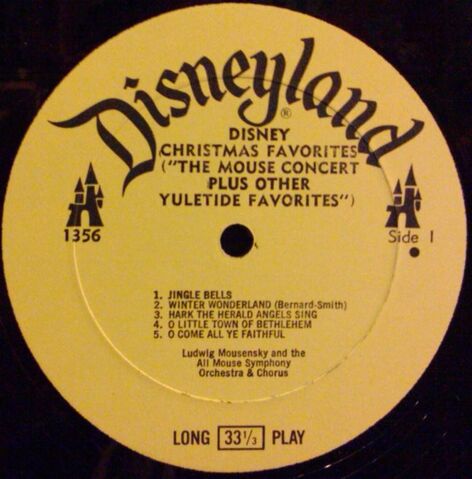 Disneyland®
DISNEY
CHRISTMAS FAVORITES
("THE MOUSE CONCERT
PLUS OTHER
YULETIDE FAVORITES")
1356
Side 1
1. JINGLE BELLS
2. WINTER WONDERLAND (Bernard-Smith)
3. HARK THE HERALD ANGELS SING
4. O LITTLE TOWN OF BETHLEHEM
5. O COME ALL YE FAITHFUL
Ludwig Mousensky and the
All Mouse Symphony
Orchestra & Chorus
LONG 33⅓ PLAY